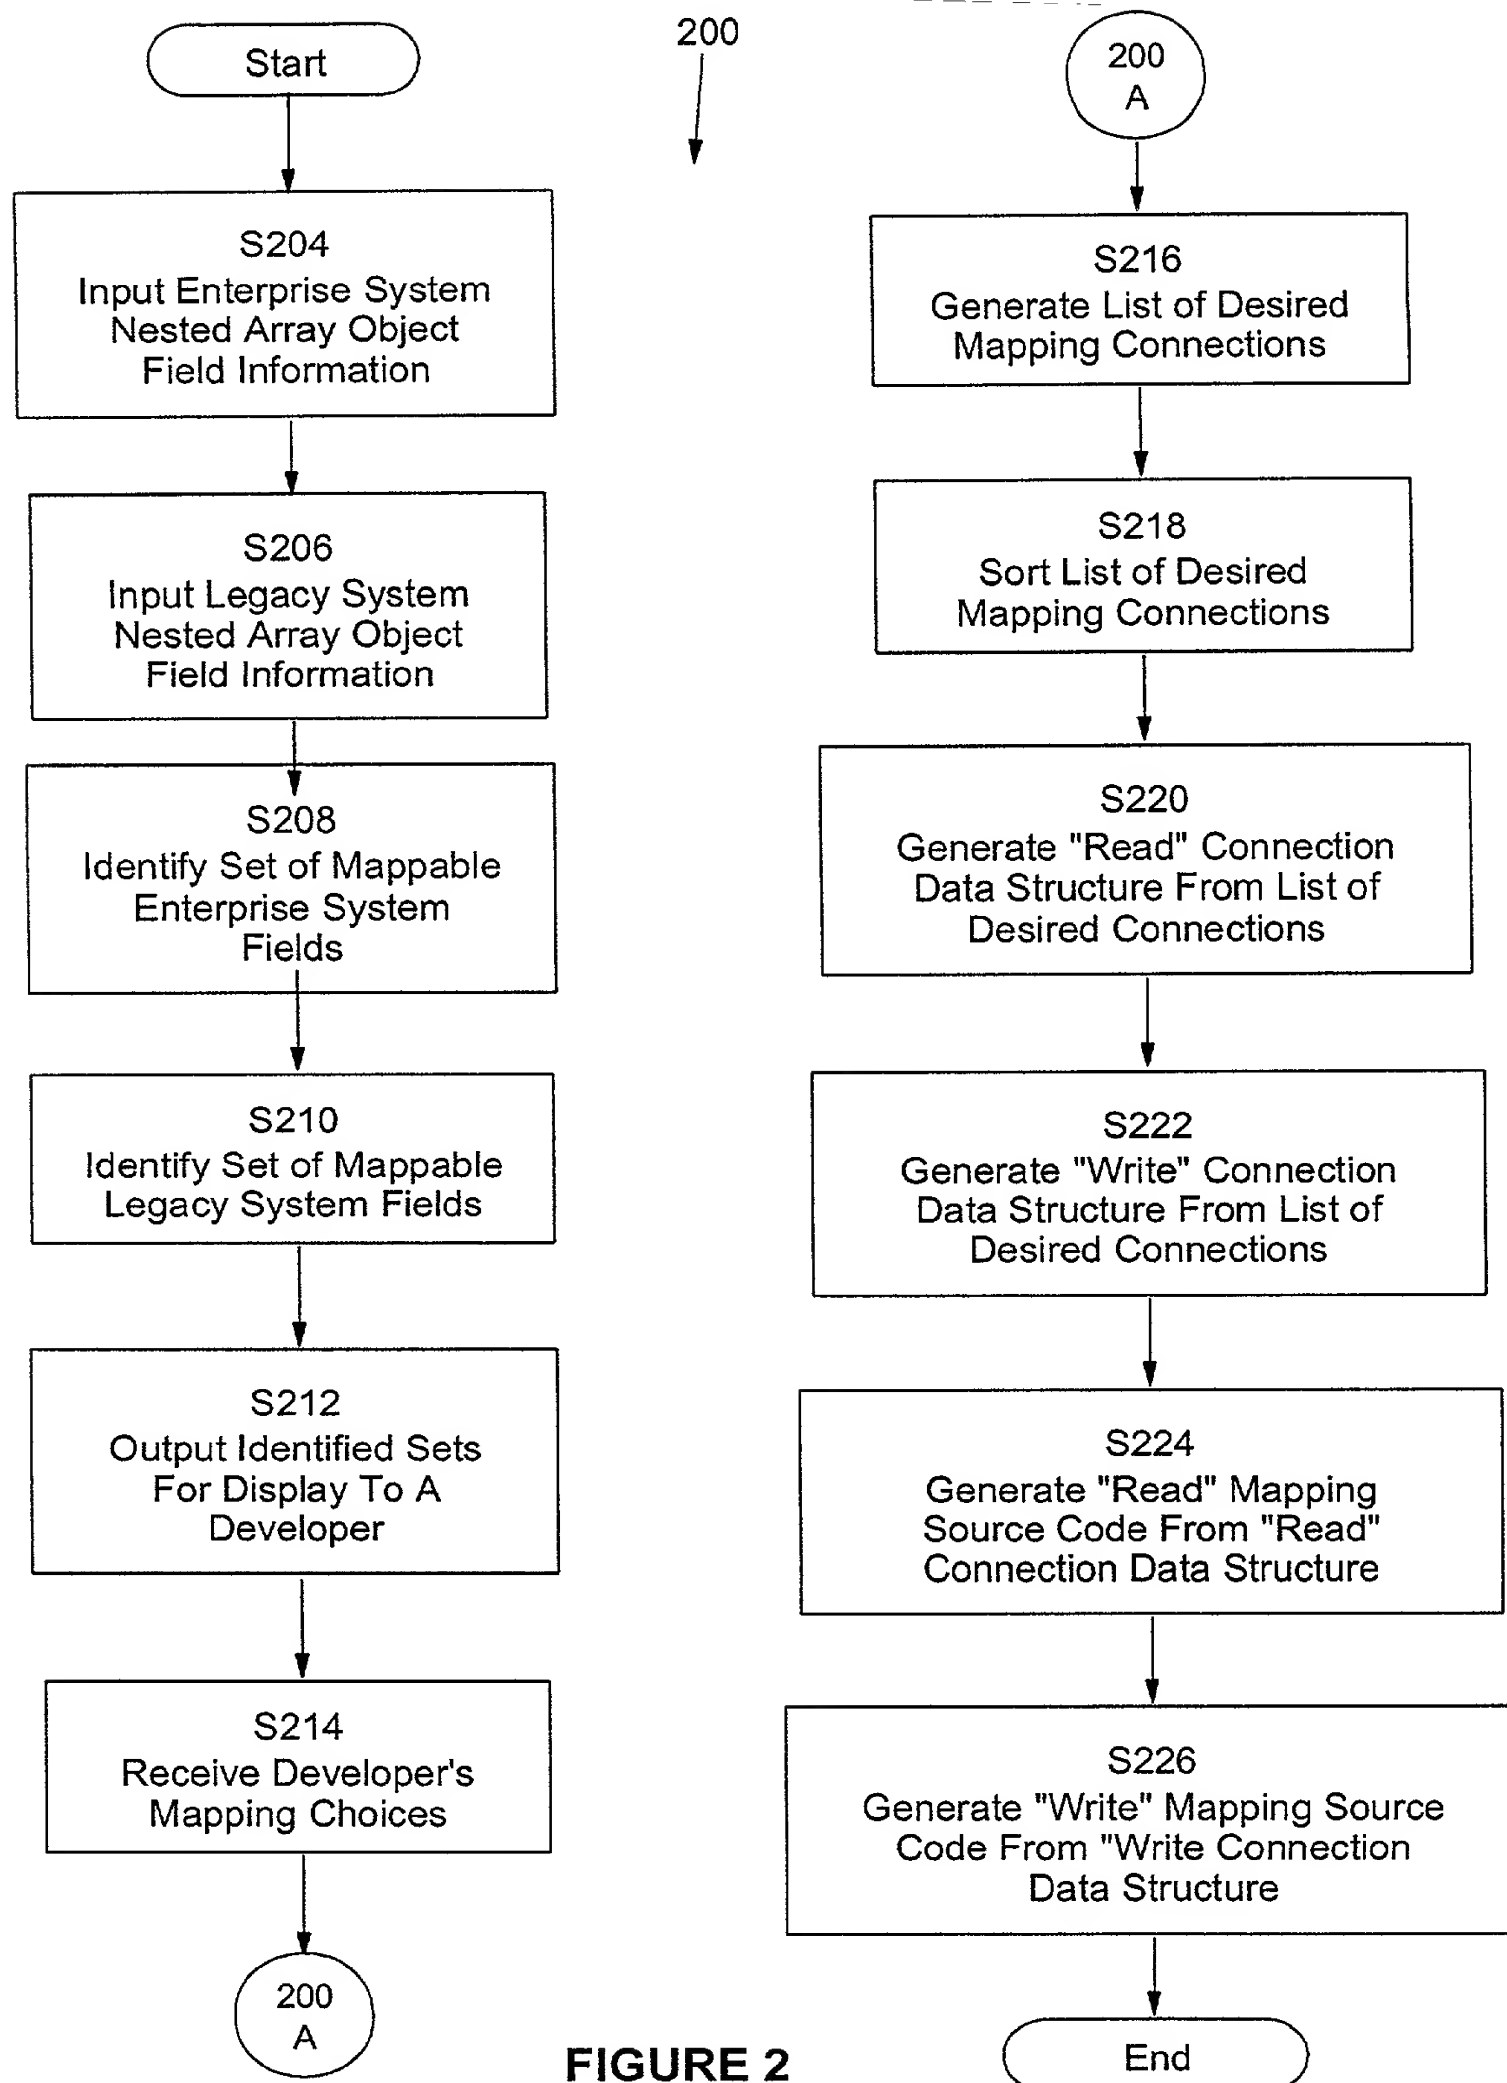 Start
S204
Input Enterprise System
Nested Array Object
Field Information
S206
Input Legacy System
Nested Array Object
Field Information
S208
Identify Set of Mappable
Enterprise System
Fields
S210
Identify Set of Mappable
Legacy System Fields
S212
Output Identified Sets
For Display To A
Developer
S214
Receive Developer's
Mapping Choices
200
A
200
200
A
S216
Generate List of Desired
Mapping Connections
S218
Sort List of Desired
Mapping Connections
S220
Generate "Read" Connection
Data Structure From List of
Desired Connections
S222
Generate "Write" Connection
Data Structure From List of
Desired Connections
S224
Generate "Read" Mapping
Source Code From "Read"
Connection Data Structure
S226
Generate "Write" Mapping Source
Code From "Write Connection
Data Structure
End
FIGURE 2